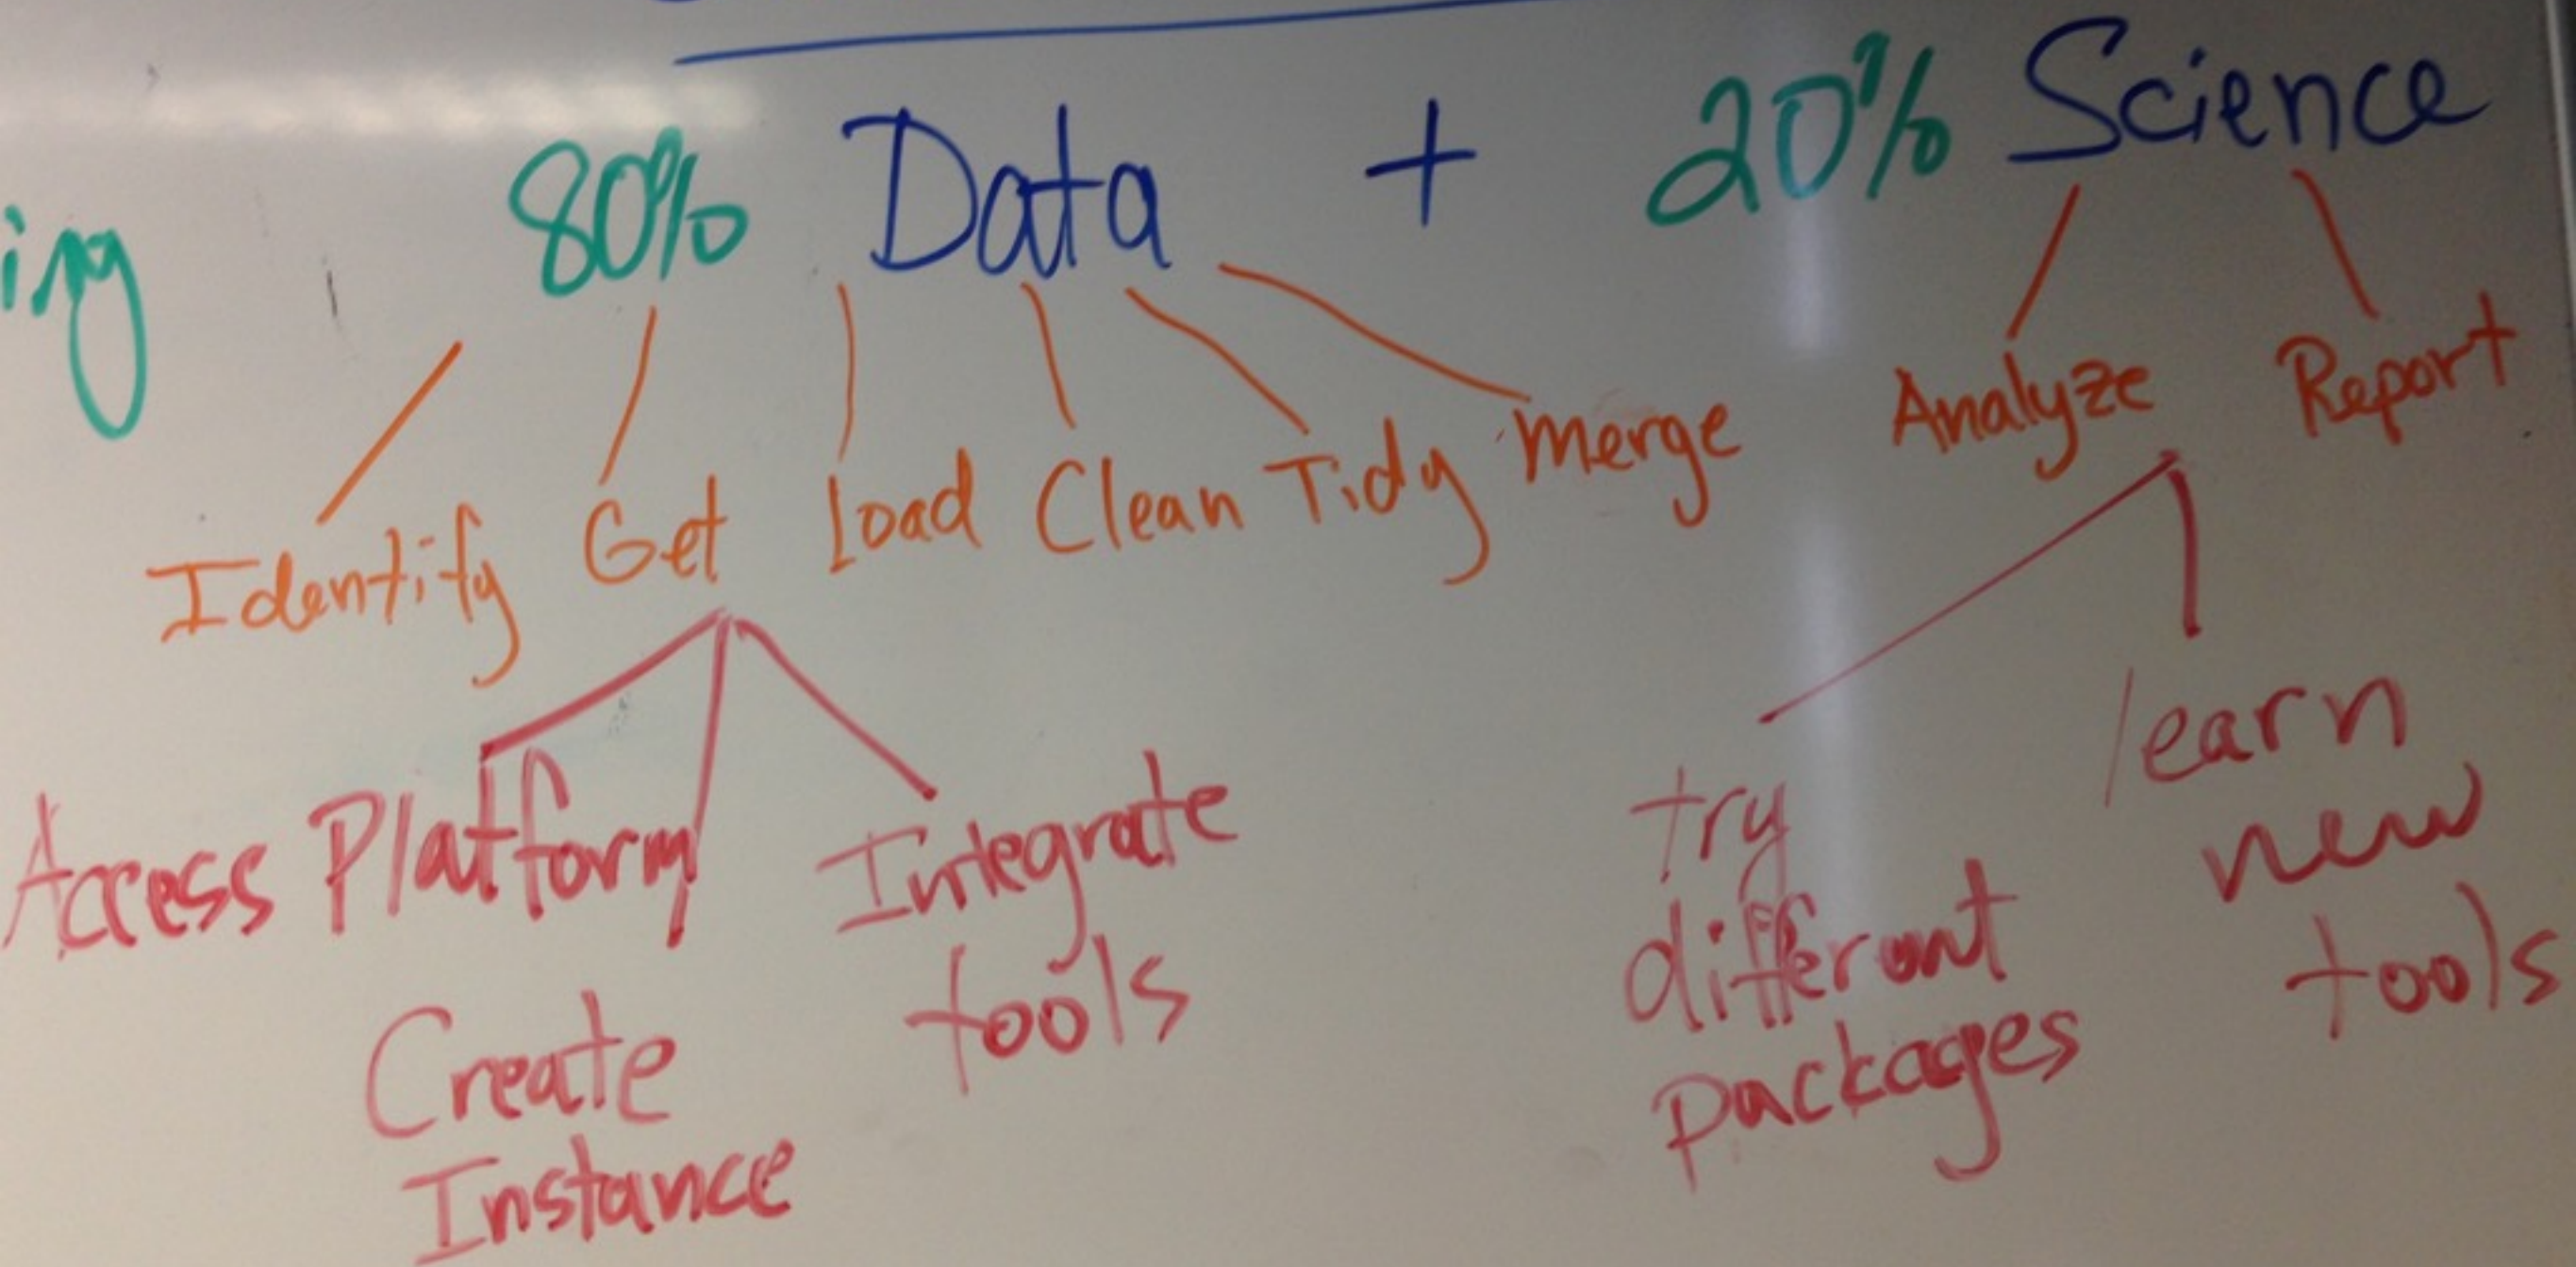 80% Data + 20% Science
ing
Identify Get Load Clean Tidy Merge Analyze Report
Access Platform
Integrate
tools
Create
Instance
try
different
packages
learn
new
tools